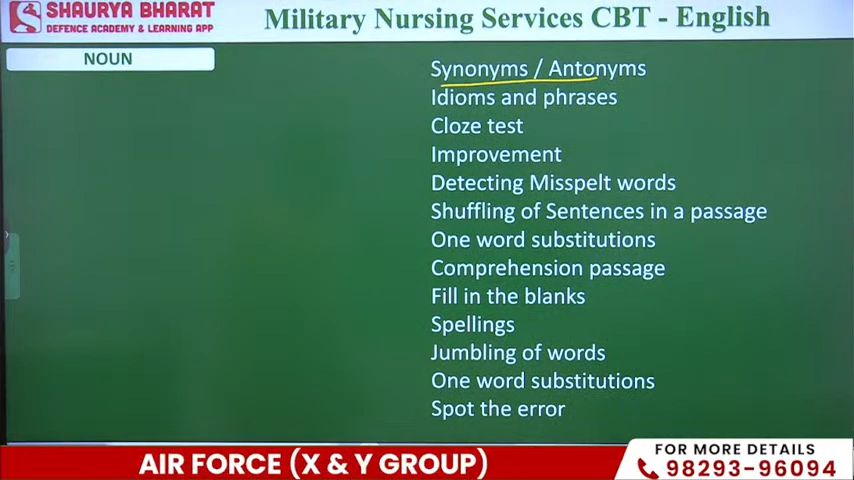 SHAURYA BHARAT
DEFENCE ACADEMY & LEARNING APP
Military Nursing Services CBT - English
NOUN
Synonyms / Antonyms
Idioms and phrases
Cloze test
Improvement
Detecting Misspelt words
Shuffling of Sentences in a passage
One word substitutions
Comprehension passage
Fill in the blanks
Spellings
Jumbling of words
One word substitutions
Spot the error
AIR FORCE (X & Y GROUP)
FOR MORE DETAILS
98293-96094